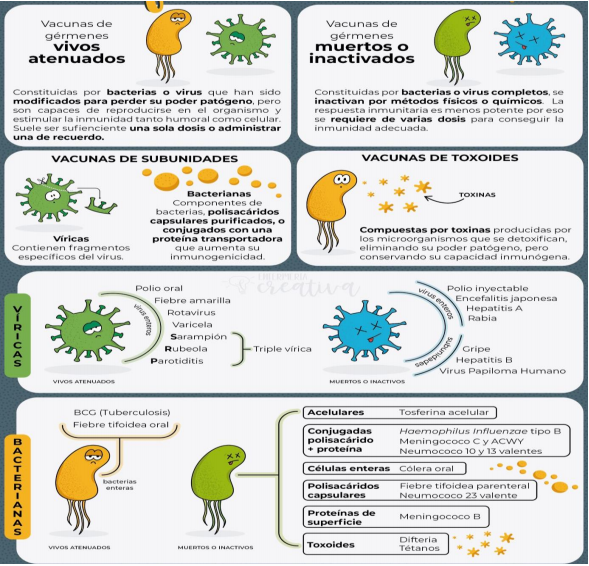 1
Vacunas de
gérmenes
vivos
atenuados
Constituidas por bacterias o virus que han sido
modificados para perder su poder patógeno, pero
son capaces de reproducirse en el organismo y
estimular la inmunidad tanto humoral como celular.
Suele ser sufienciente una sola dosis o administrar
una de recuerdo.
Vacunas de
gérmenes
muertos o
inactivados
Constituidas por bacterias o virus completos, se
inactivan por métodos físicos o químicos. La
respuesta inmunitaria es menos potente por eso
se requiere de varias dosis para conseguir la
inmunidad adecuada.
VACUNAS DE SUBUNIDADES
Víricas
Contienen fragmentos
específicos del virus.
Bacterianas
Componentes de
bacterias, polisacáridos
capsulares purificados, o
conjugados con una
proteína transportadora
que aumenta su
inmunogenicidad.
VACUNAS DE TOXOIDES
TOXINAS
Compuestas por toxinas producidas por
los microorganismos que se detoxifican,
eliminando su poder patógeno, pero
conservando su capacidad inmunógena.
ENFERMERÍA
creativa
VÍRICAS
Polio oral
Fiebre amarilla
Rotavirus
Varicela
Sarampión
Rubeola
Parotiditis
Triple vírica
virus enteros
VIVOS ATENUADOS
Polio inyectable
Encefalitis japonesa
Hepatitis A
Rabia
virus enteros
Gripe
Hepatitis B
Virus Papiloma Humano
subunidades
MUERTOS O INACTIVOS
BACTERIANAS
BCG (Tuberculosis)
Fiebre tifoidea oral
bacterias
enteras
VIVOS ATENUADOS
MUERTOS O INACTIVOS
Acelulares Tosferina acelular
Conjugadas Haemophilus Influenzae tipo B
polisacárido Meningococo C y ACWY
+ proteína Neumococo 10 y 13 valentes
Células enteras Cólera oral
Polisacáridos Fiebre tifoidea parenteral
capsulares Neumococo 23 valente
Proteínas de
superficie Meningococo B
Toxoides Difteria
Tétanos